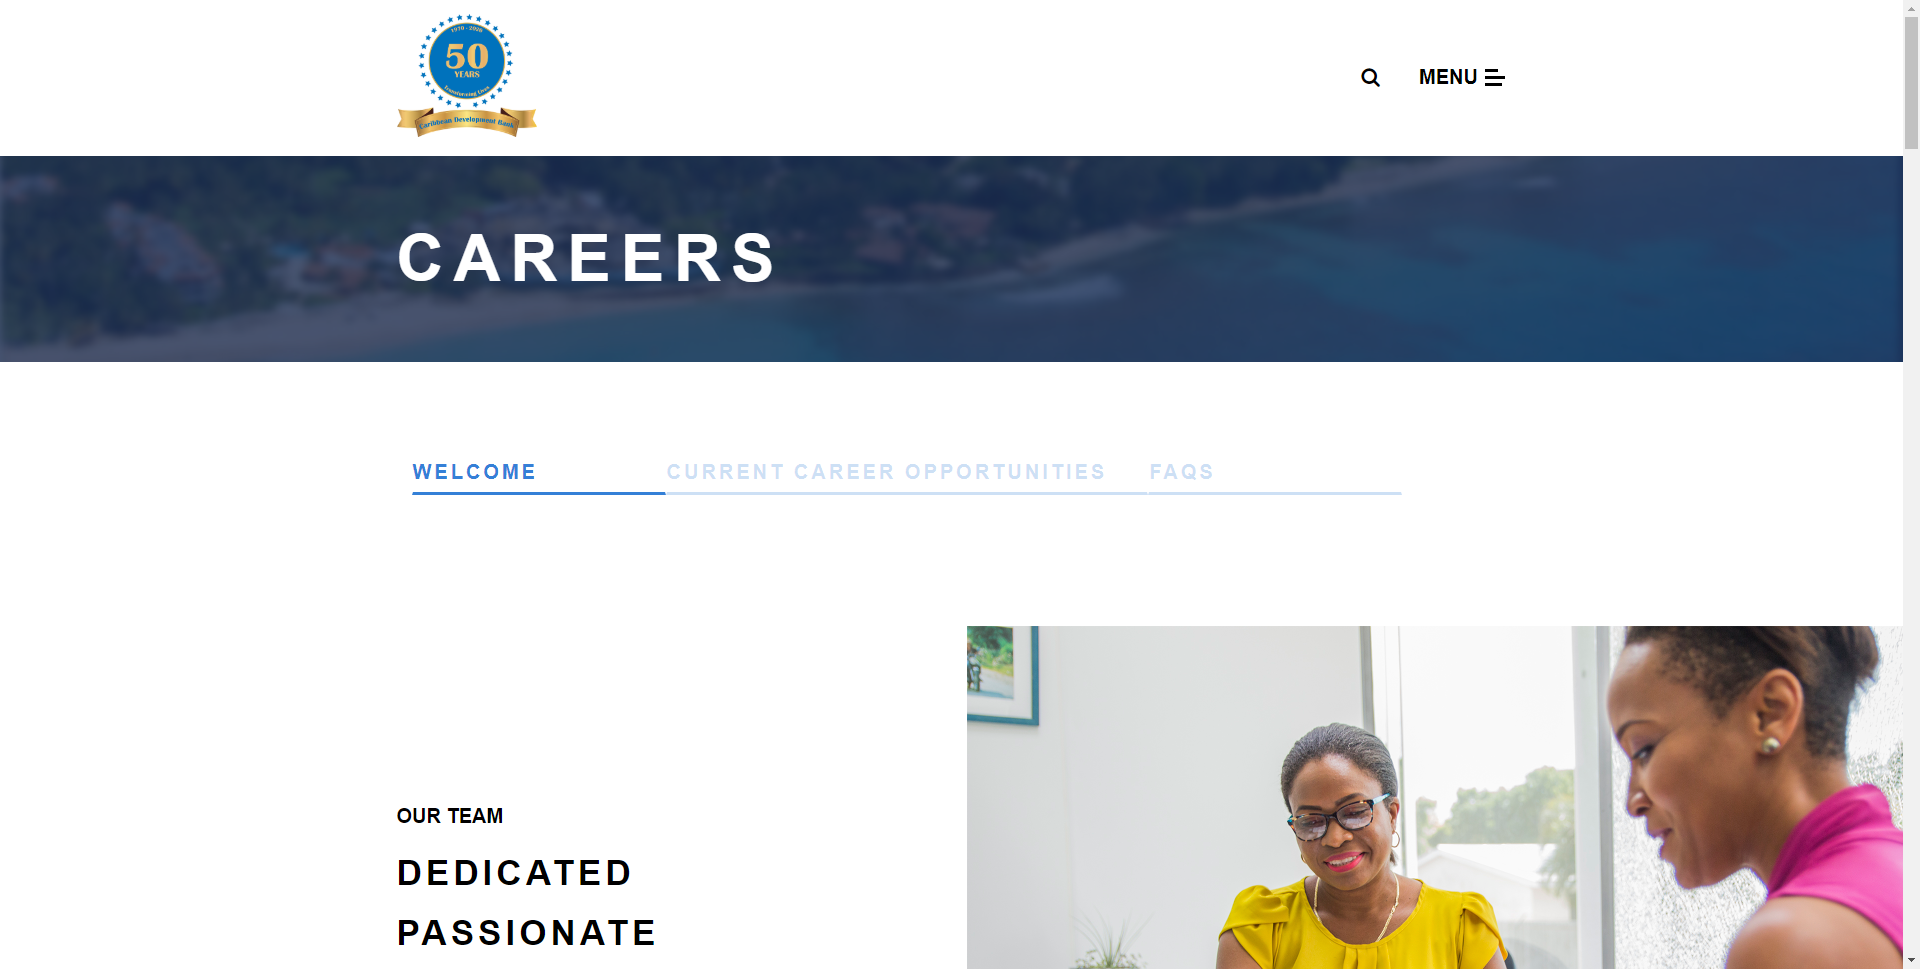 1970 - 2020
50
YEARS
Transforming Lives
Caribbean Development Bank
MENU
CAREERS
WELCOME
CURRENT CAREER OPPORTUNITIES
FAQS
OUR TEAM
DEDICATED
PASSIONATE